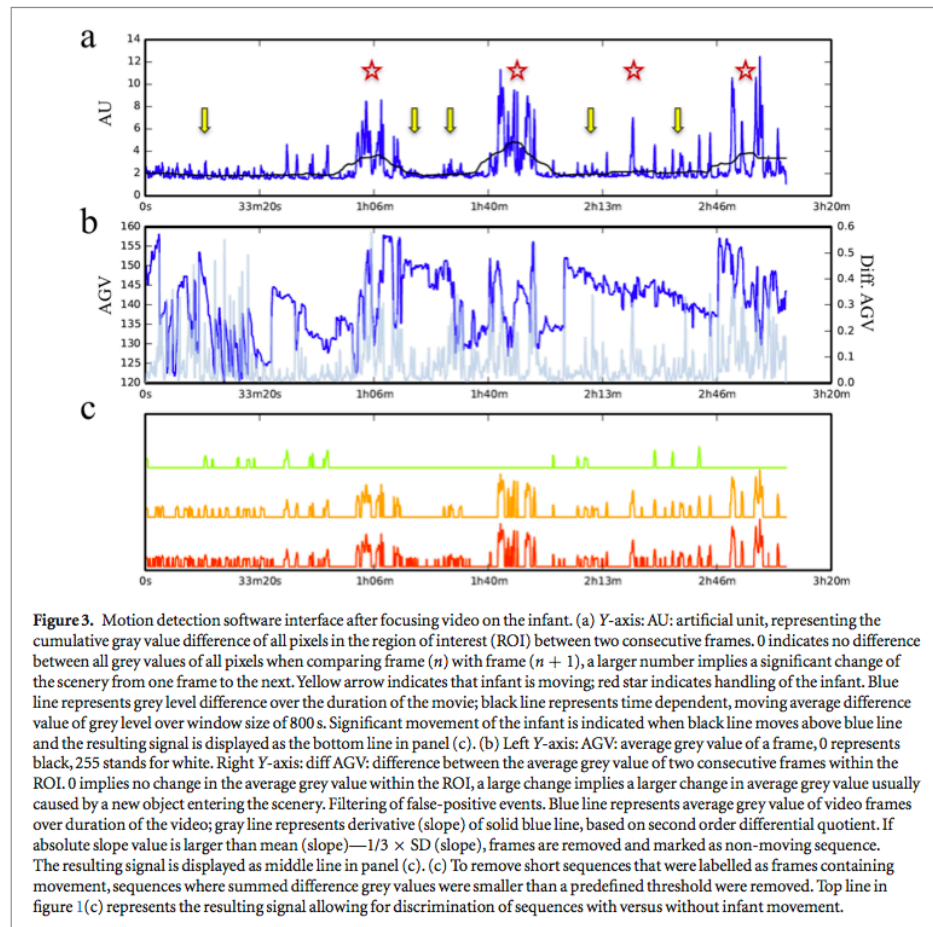 a
14
12
10
8
6
4
2
0
AU
0s 33m20s 1h06m 1h40m 2h13m 2h46m 3h20m
b
160
155
150
145
140
135
130
125
120
AGV
0.6
0.5
0.4
0.3
0.2
0.1
0.0
Diff. AGV
0s 33m20s 1h06m 1h40m 2h13m 2h46m 3h20m
c
0s 33m20s 1h06m 1h40m 2h13m 2h46m 3h20m
Figure 3. Motion detection software interface after focusing video on the infant. (a) Y-axis: AU: artificial unit, representing the
cumulative gray value difference of all pixels in the region of interest (ROI) between two consecutive frames. 0 indicates no difference
between all grey values of all pixels when comparing frame (n) with frame (n + 1), a larger number implies a significant change of
the scenery from one frame to the next. Yellow arrow indicates that infant is moving; red star indicates handling of the infant. Blue
line represents grey level difference over the duration of the movie; black line represents time dependent, moving average difference
value of grey level over window size of 800 s. Significant movement of the infant is indicated when black line moves above blue line
and the resulting signal is displayed as the bottom line in panel (c). (b) Left Y-axis: AGV: average grey value of a frame, 0 represents
black, 255 stands for white. Right Y-axis: diff AGV: difference between the average grey value of two consecutive frames within the
ROI. 0 implies no change in the average grey value within the ROI, a large change implies a larger change in average grey value usually
caused by a new object entering the scenery. Filtering of false-positive events. Blue line represents average grey value of video frames
over duration of the video; gray line represents derivative (slope) of solid blue line, based on second order differential quotient. If
absolute slope value is larger than mean (slope)—1/3 × SD (slope), frames are removed and marked as non-moving sequence.
The resulting signal is displayed as middle line in panel (c). (c) To remove short sequences that were labelled as frames containing
movement, sequences where summed difference grey values were smaller than a predefined threshold were removed. Top line in
figure 1(c) represents the resulting signal allowing for discrimination of sequences with versus without infant movement.